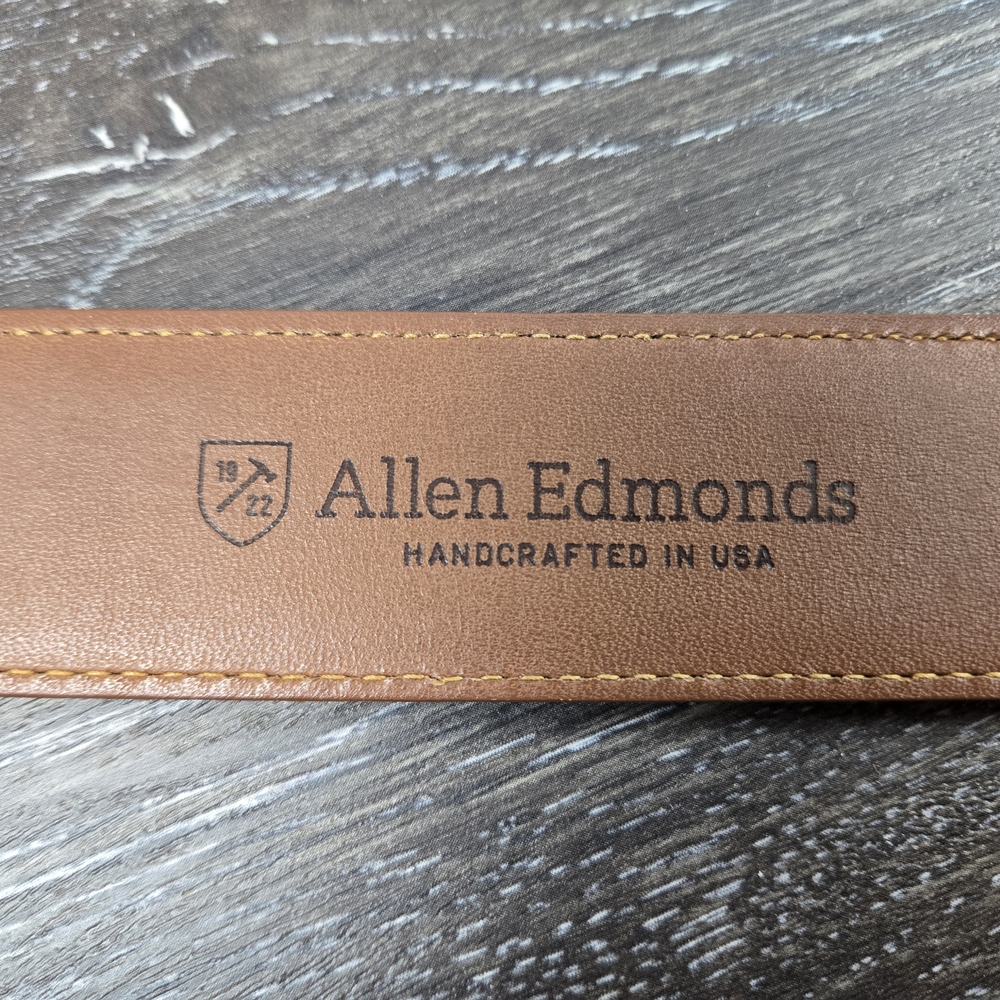 19
22
Allen Edmonds
HANDCRAFTED IN USA